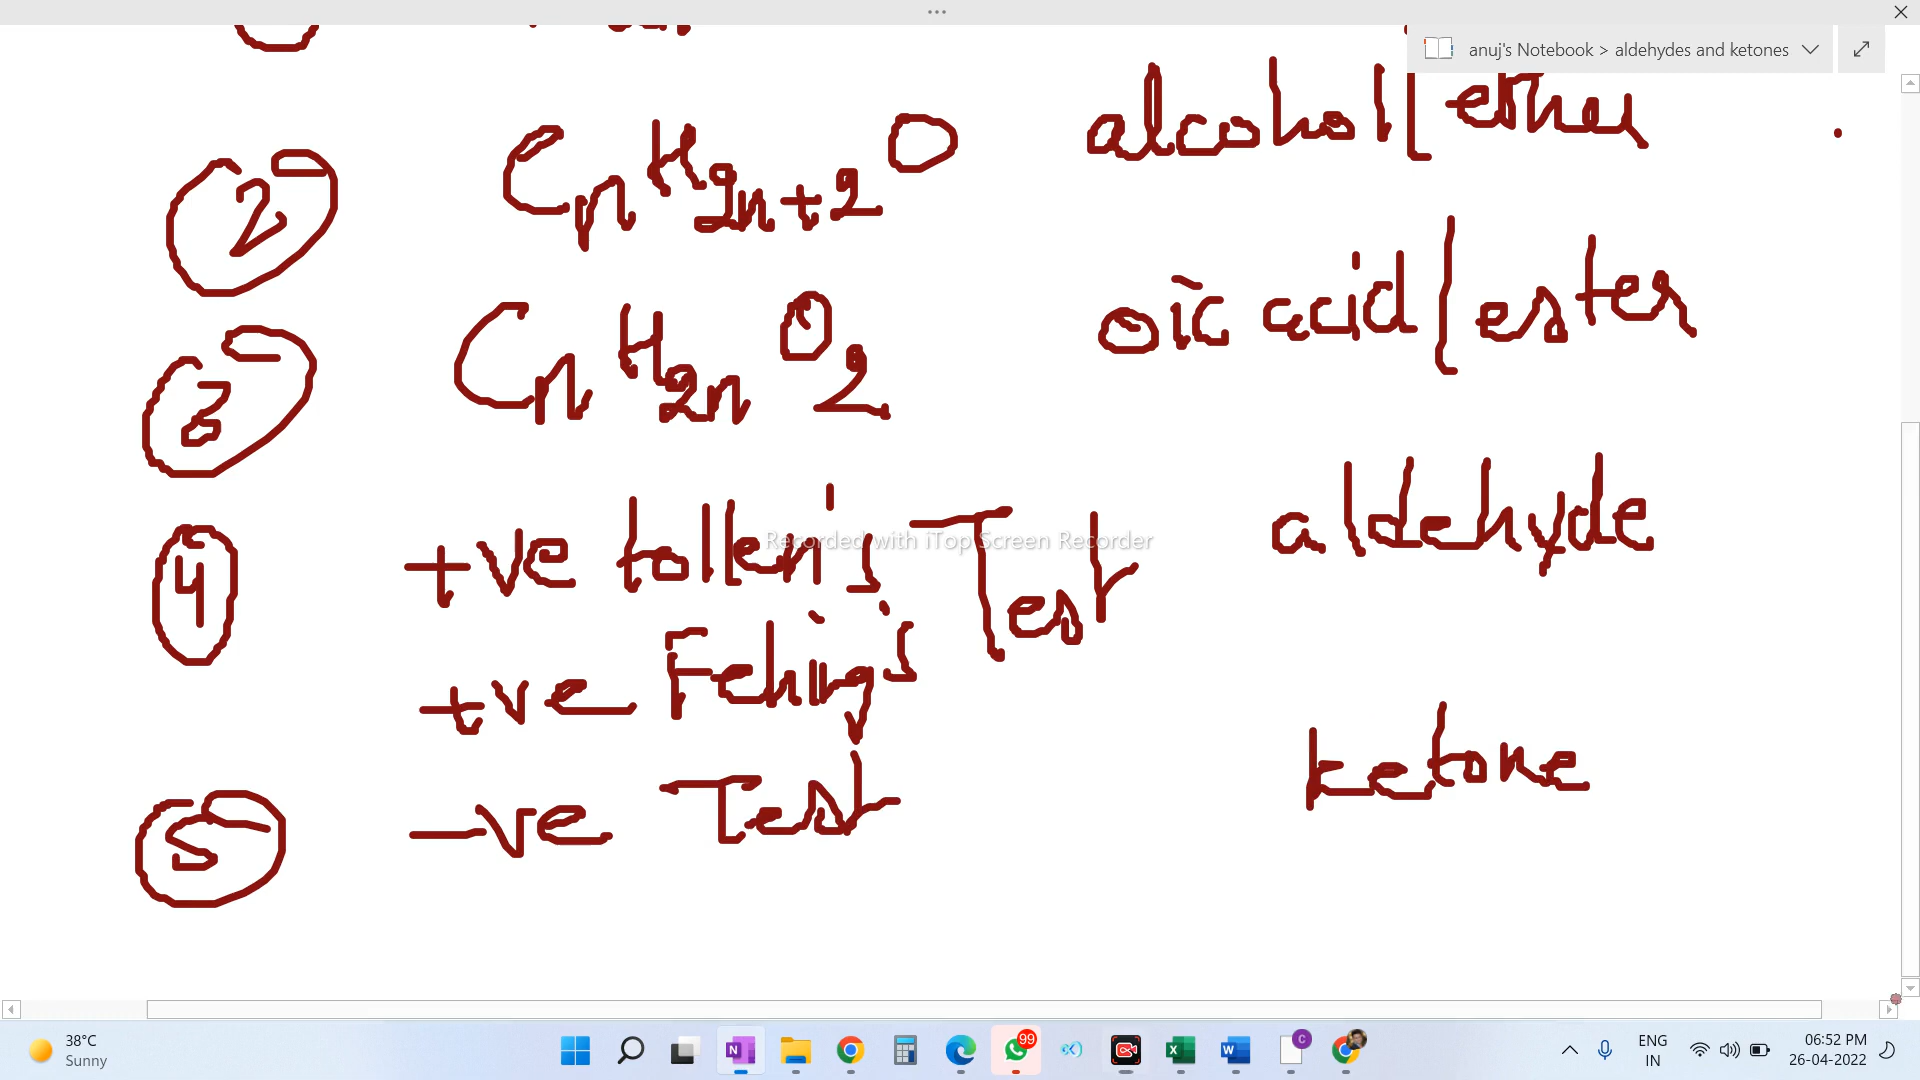 anuj's Notebook > aldehydes and ketones
2 CnH2n+2O alcohol/ether
3 CnH2nO2 oic acid/ester
4 +ve tollen's Test aldehyde
Recorded with iTop Screen Recorder
+ve Fehing's
5 -ve Test ketone
99
38°C
Sunny
ENG
IN
06:52 PM
26-04-2022